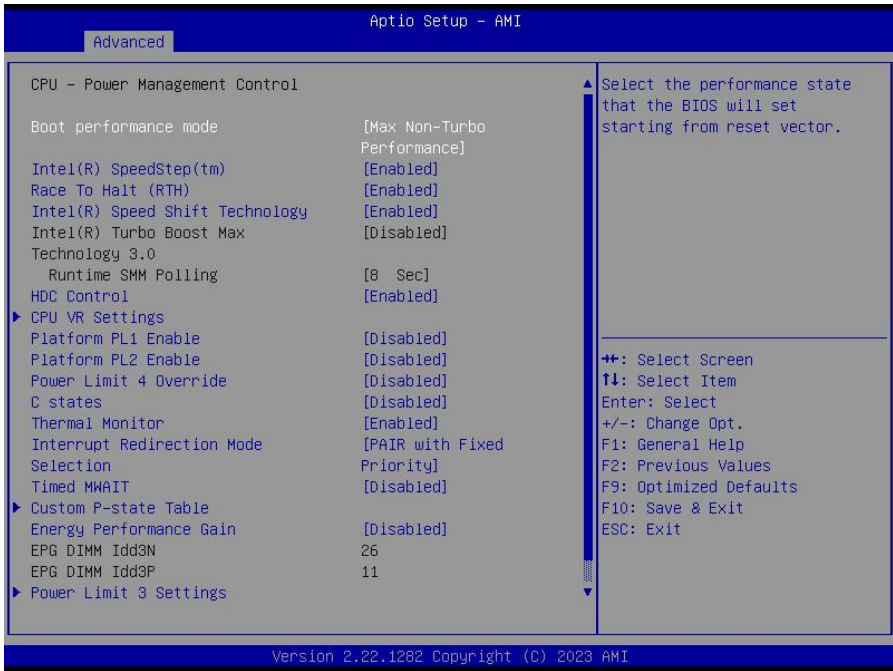 Aptio Setup - AMI
Advanced
CPU - Power Management Control
Boot performance mode [Max Non-Turbo
Performance]
Intel(R) SpeedStep(tm) [Enabled]
Race To Halt (RTH) [Enabled]
Intel(R) Speed Shift Technology [Enabled]
Intel(R) Turbo Boost Max [Disabled]
Technology 3.0
Runtime SMM Polling [8 Sec]
HDC Control [Enabled]
CPU VR Settings
Platform PL1 Enable [Disabled]
Platform PL2 Enable [Disabled]
Power Limit 4 Override [Disabled]
C states [Disabled]
Thermal Monitor [Enabled]
Interrupt Redirection Mode [PAIR with Fixed
Selection Priority]
Timed MWAIT [Disabled]
Custom P-state Table
Energy Performance Gain [Disabled]
EPG DIMM Idd3N 26
EPG DIMM Idd3P 11
Power Limit 3 Settings
Select the performance state
that the BIOS will set
starting from reset vector.
→←: Select Screen
↑↓: Select Item
Enter: Select
+/-: Change Opt.
F1: General Help
F2: Previous Values
F9: Optimized Defaults
F10: Save & Exit
ESC: Exit
Version 2.22.1282 Copyright (C) 2023 AMI